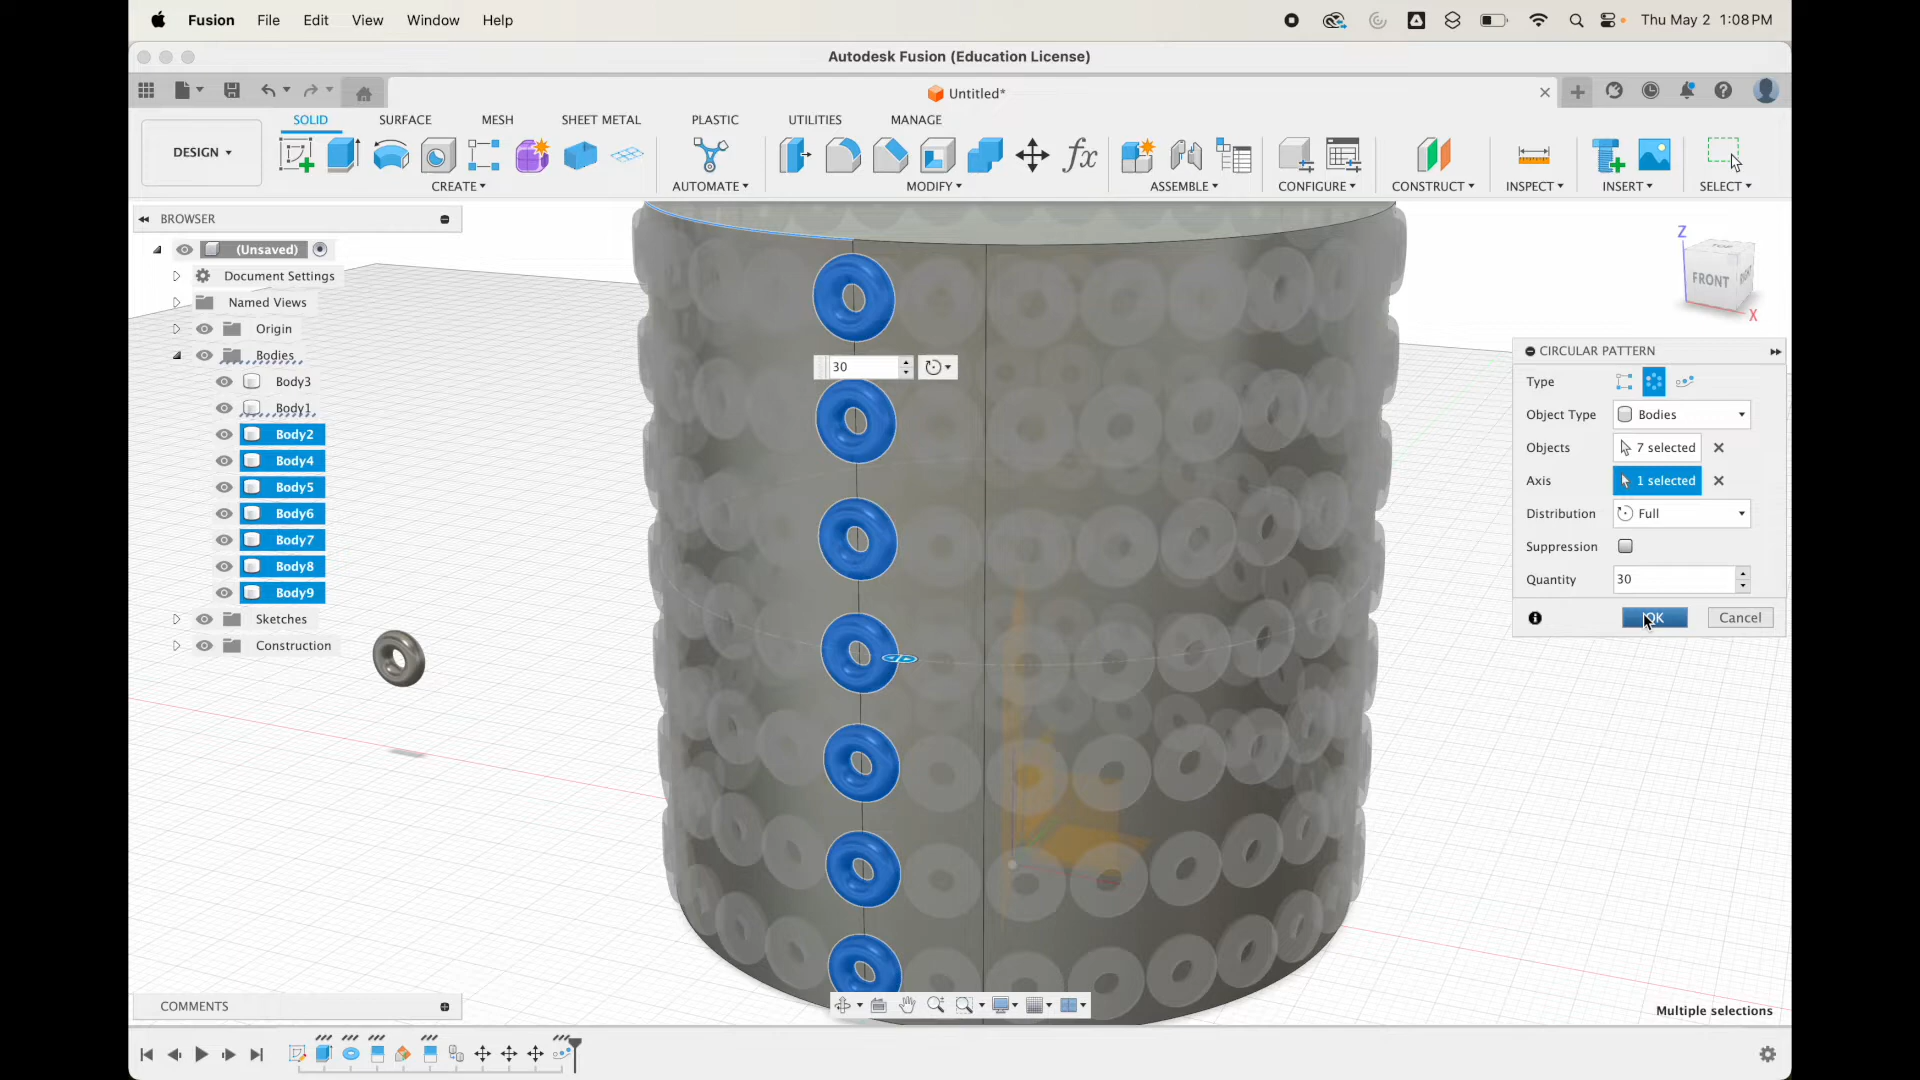 Fusion File Edit View Window Help Thu May 2 1:08 PM
Autodesk Fusion (Education License)
Untitled*
SOLID SURFACE MESH SHEET METAL PLASTIC UTILITIES MANAGE
DESIGN
CREATE AUTOMATE MODIFY ASSEMBLE CONFIGURE CONSTRUCT INSPECT INSERT SELECT
BROWSER
(Unsaved)
Document Settings
Named Views
Origin
Bodies
Body3
Body1
Body2
Body4
Body5
Body6
Body7
Body8
Body9
Sketches
Construction
30
Z
TOP
FRONT
RIGHT
X
CIRCULAR PATTERN
Type
Object Type Bodies
Objects 7 selected
Axis 1 selected
Distribution Full
Suppression
Quantity 30
OK Cancel
COMMENTS
Multiple selections